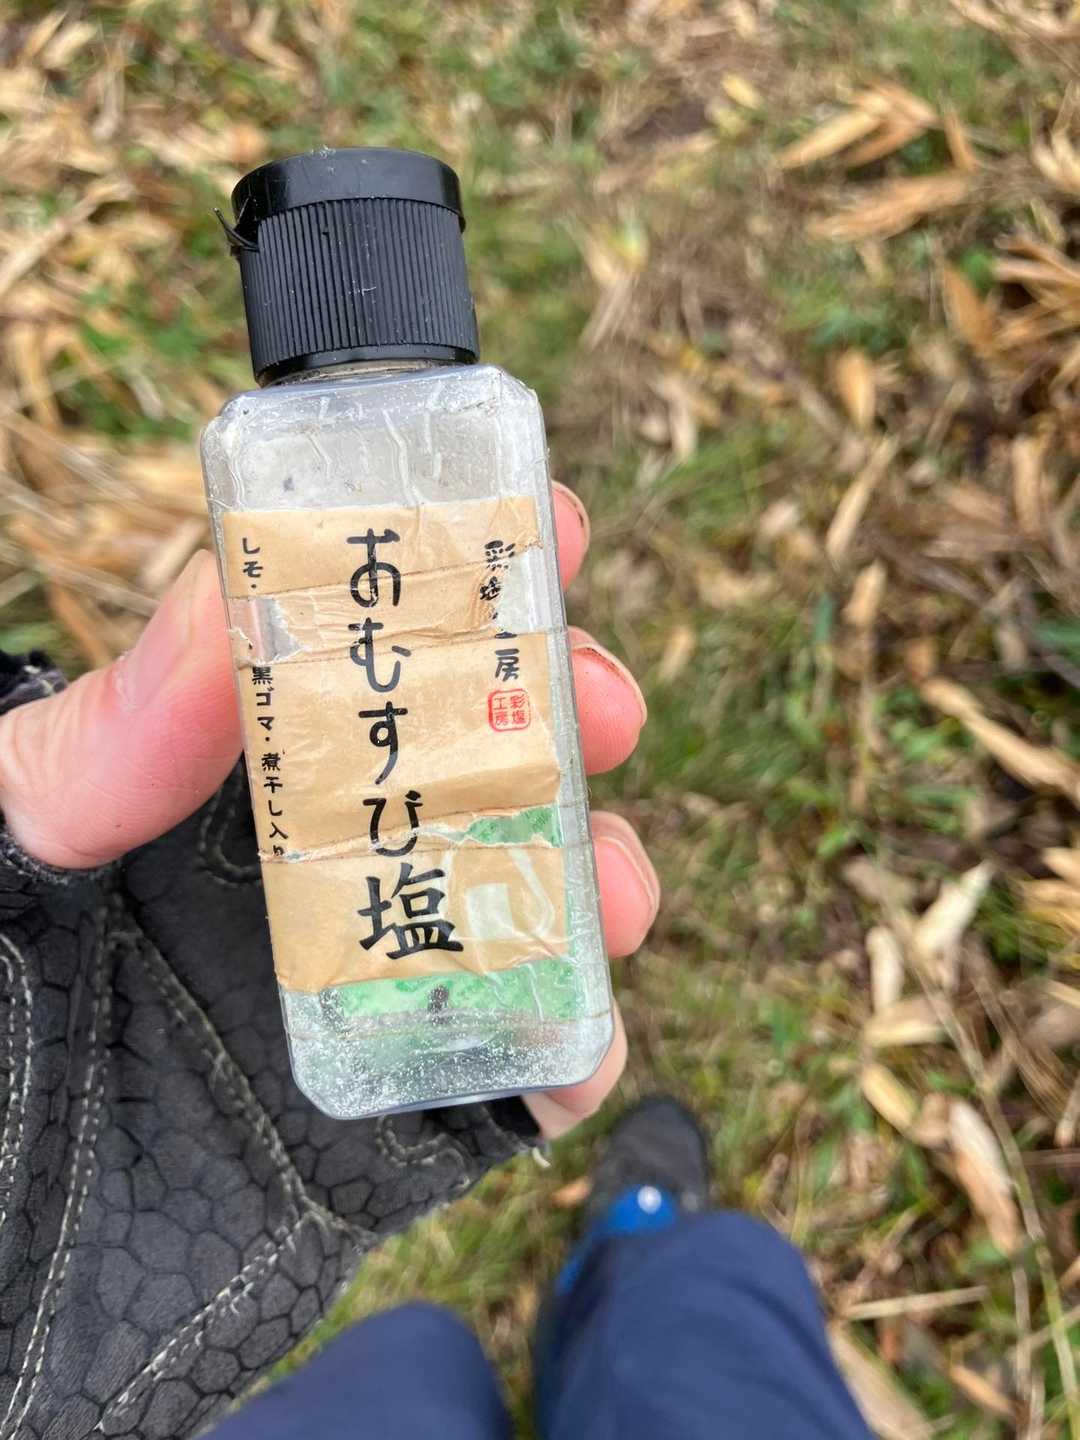 彩塩工房
彩塩
工房
おむすび塩
しそ・ ・黒ゴマ・煮干し入り